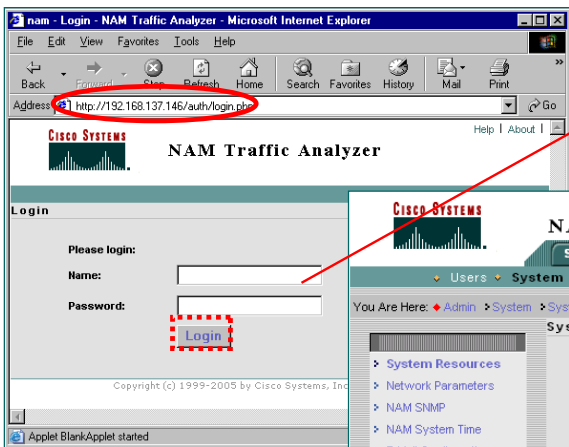 nam - Login - NAM Traffic Analyzer - Microsoft Internet Explorer
File Edit View Favorites Tools Help
Back Forward Stop Refresh Home Search Favorites History Mail Print »
Address http://192.168.137.146/auth/login.php Go
Help | About |
CISCO SYSTEMS
NAM Traffic Analyzer
Login
Please login:
Name:
Password:
Login
Copyright (c) 1999-2005 by Cisco Systems, Inc
Applet BlankApplet started
CISCO SYSTEMS
Users System
You Are Here: Admin System Sys
Sys
System Resources
Network Parameters
NAM SNMP
NAM System Time